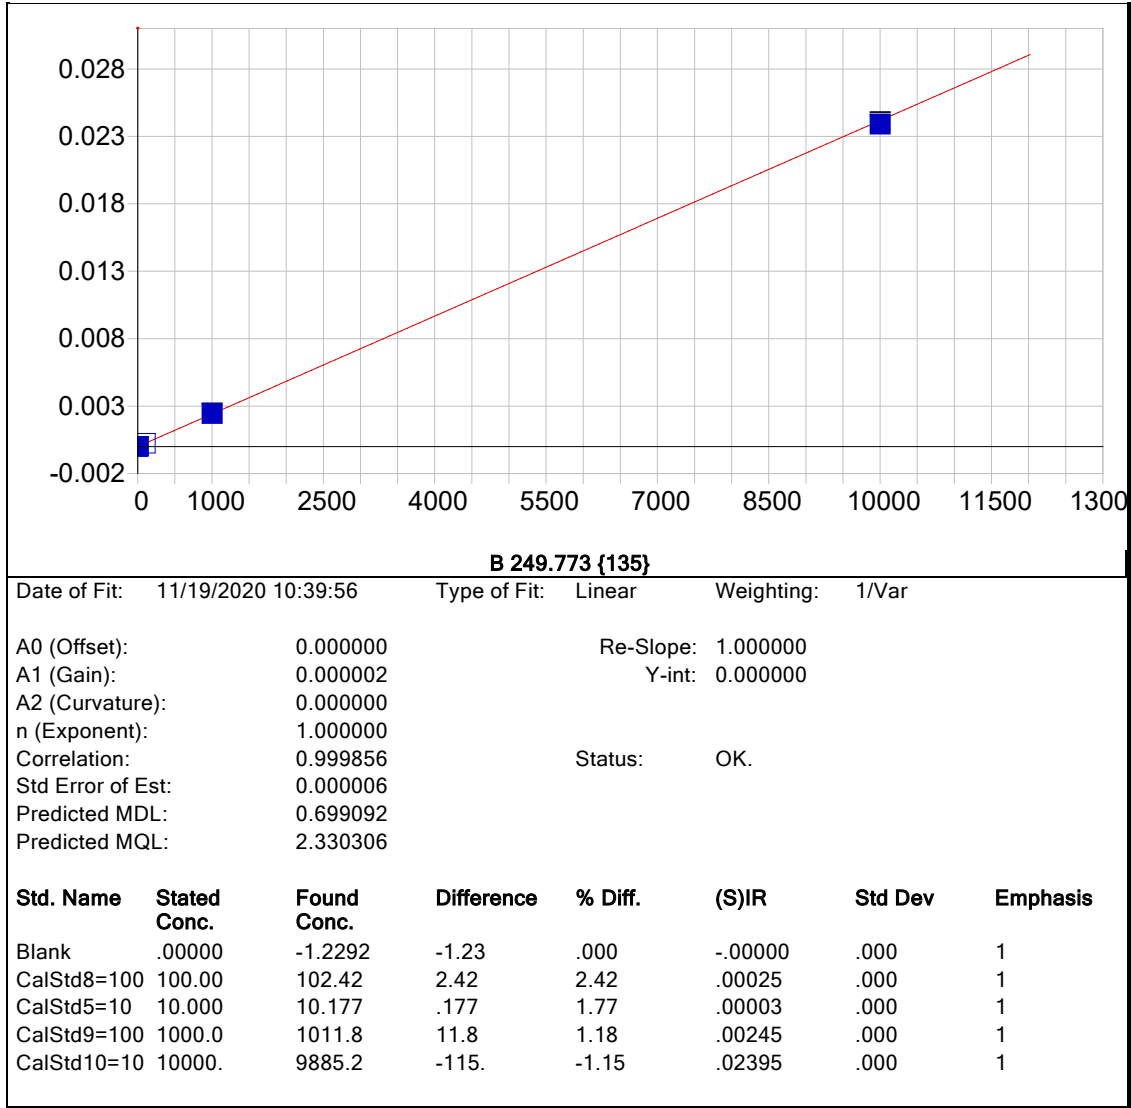 0.028
0.023
0.018
0.013
0.008
0.003
-0.002
0 1000 2500 4000 5500 7000 8500 10000 11500 1300
B 249.773 {135}
Date of Fit: 11/19/2020 10:39:56 Type of Fit: Linear Weighting: 1/Var
A0 (Offset): 0.000000 Re-Slope: 1.000000
A1 (Gain): 0.000002 Y-int: 0.000000
A2 (Curvature): 0.000000
n (Exponent): 1.000000
Correlation: 0.999856 Status: OK.
Std Error of Est: 0.000006
Predicted MDL: 0.699092
Predicted MQL: 2.330306
Std. Name Stated Found Difference % Diff. (S)IR Std Dev Emphasis
Conc. Conc.
Blank .00000 -1.2292 -1.23 .000 -.00000 .000 1
CalStd8=100 100.00 102.42 2.42 2.42 .00025 .000 1
CalStd5=10 10.000 10.177 .177 1.77 .00003 .000 1
CalStd9=100 1000.0 1011.8 11.8 1.18 .00245 .000 1
CalStd10=10 10000. 9885.2 -115. -1.15 .02395 .000 1